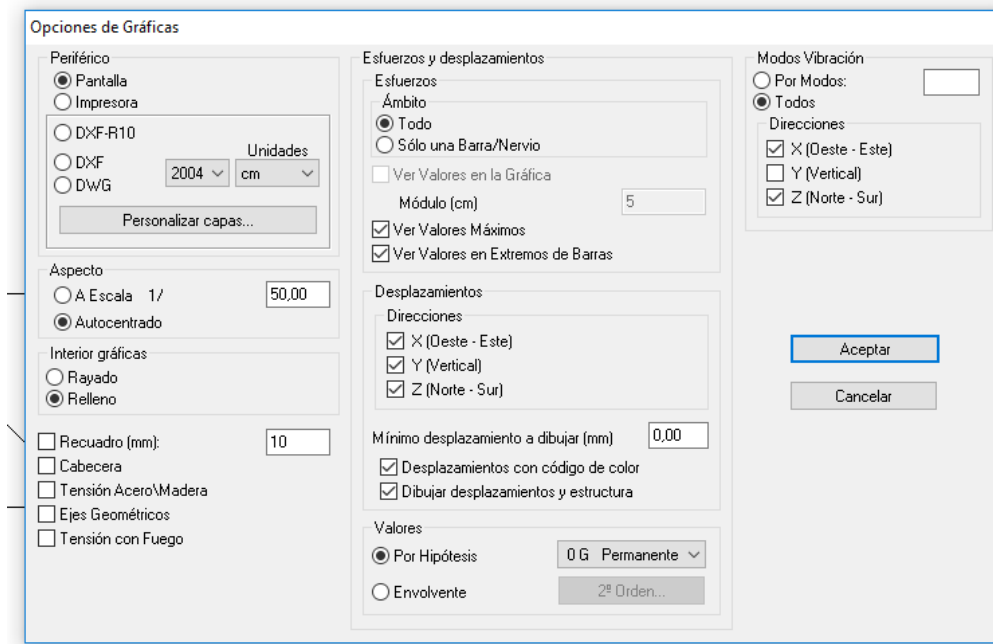 Opciones de Gráficas
Periférico
Pantalla
Impresora
DXF-R10
DXF
DWG
Unidades
2004
cm
Personalizar capas...
Aspecto
A Escala 1/ 50,00
Autocentrado
Interior gráficas
Rayado
Relleno
Recuadro (mm): 10
Cabecera
Tensión Acero\Madera
Ejes Geométricos
Tensión con Fuego
Esfuerzos y desplazamientos
Esfuerzos
Ámbito
Todo
Sólo una Barra/Nervio
Ver Valores en la Gráfica
Módulo (cm) 5
Ver Valores Máximos
Ver Valores en Extremos de Barras
Desplazamientos
Direcciones
X (Oeste - Este)
Y (Vertical)
Z (Norte - Sur)
Mínimo desplazamiento a dibujar (mm) 0,00
Desplazamientos con código de color
Dibujar desplazamientos y estructura
Valores
Por Hipótesis 0 G Permanente
Envolvente 2º Orden...
Modos Vibración
Por Modos:
Todos
Direcciones
X (Oeste - Este)
Y (Vertical)
Z (Norte - Sur)
Aceptar
Cancelar